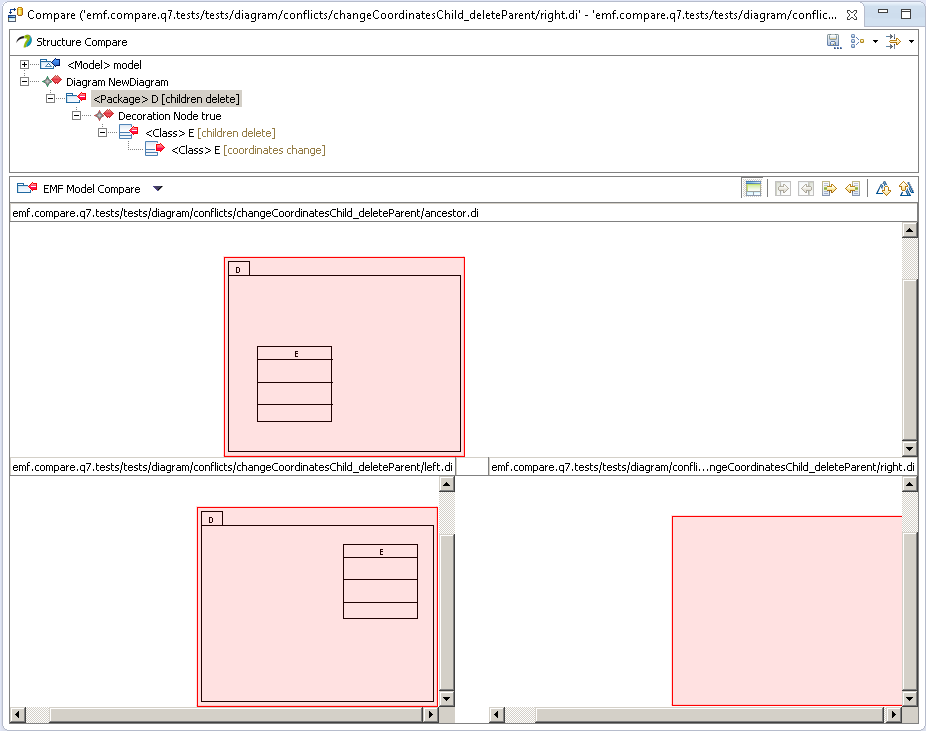 Compare ('emf.compare.q7.tests/tests/diagram/conflicts/changeCoordinatesChild_deleteParent/right.di' - 'emf.compare.q7.tests/tests/diagram/conflic...
Structure Compare
<Model> model
Diagram NewDiagram
<Package> D [children delete]
Decoration Node true
<Class> E [children delete]
<Class> E [coordinates change]
EMF Model Compare
emf.compare.q7.tests/tests/diagram/conflicts/changeCoordinatesChild_deleteParent/ancestor.di
D
E
emf.compare.q7.tests/tests/diagram/conflicts/changeCoordinatesChild_deleteParent/left.di
emf.compare.q7.tests/tests/diagram/confli...ngeCoordinatesChild_deleteParent/right.di
D
E